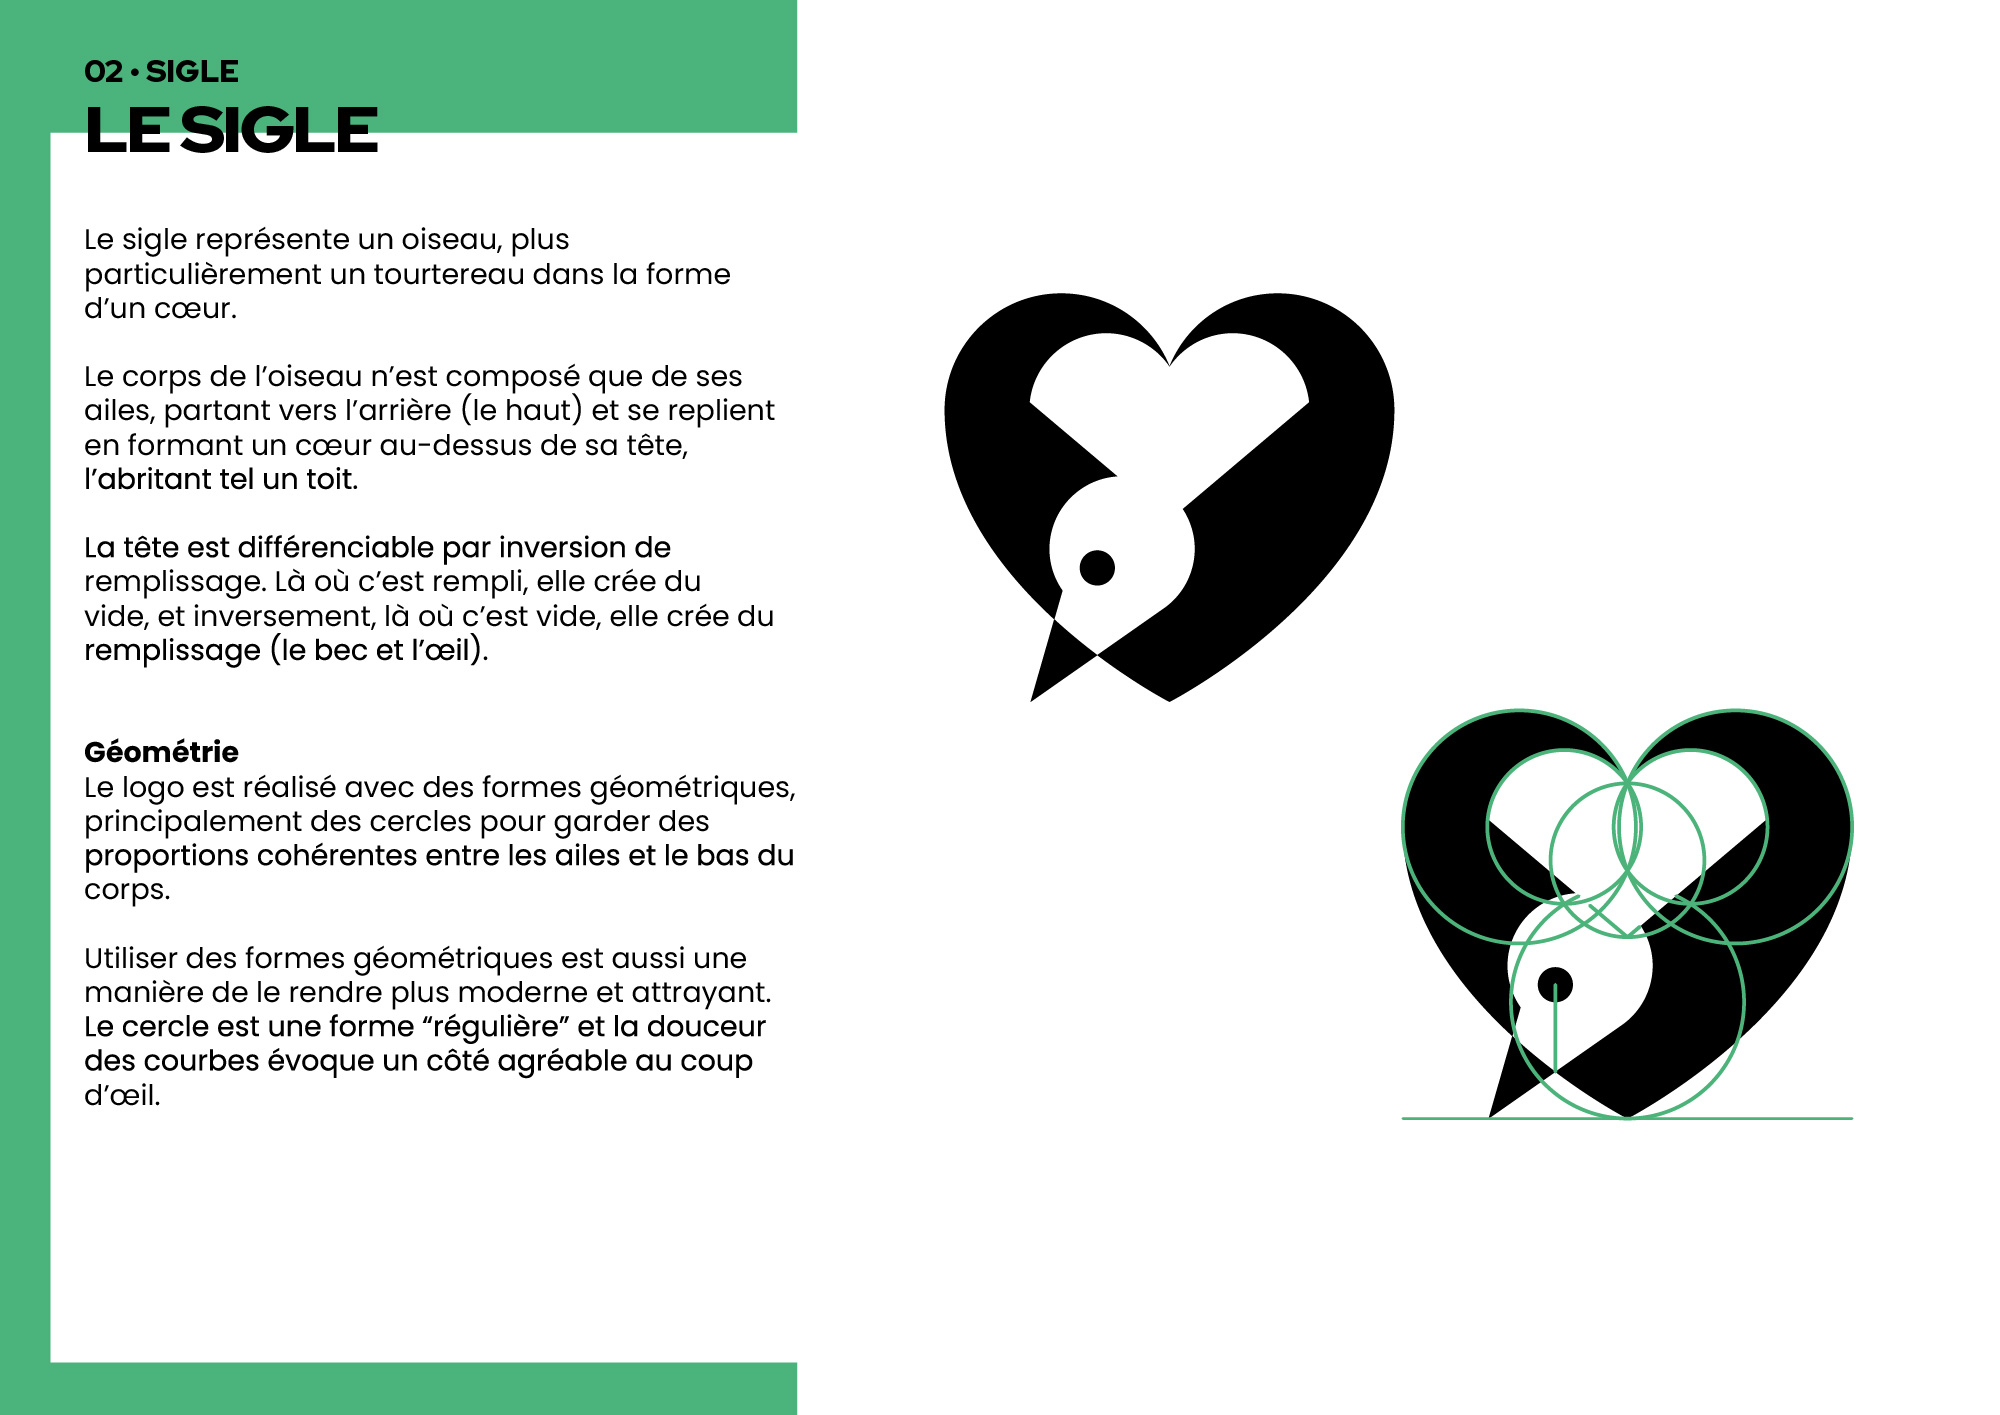 02 • SIGLE
LE SIGLE
Le sigle représente un oiseau, plus
particulièrement un tourtereau dans la forme
d’un cœur.
Le corps de l’oiseau n’est composé que de ses
ailes, partant vers l’arrière (le haut) et se replient
en formant un cœur au-dessus de sa tête,
l’abritant tel un toit.
La tête est différenciable par inversion de
remplissage. Là où c’est rempli, elle crée du
vide, et inversement, là où c’est vide, elle crée du
remplissage (le bec et l’œil).
Géométrie
Le logo est réalisé avec des formes géométriques,
principalement des cercles pour garder des
proportions cohérentes entre les ailes et le bas du
corps.
Utiliser des formes géométriques est aussi une
manière de le rendre plus moderne et attrayant.
Le cercle est une forme “régulière” et la douceur
des courbes évoque un côté agréable au coup
d’œil.